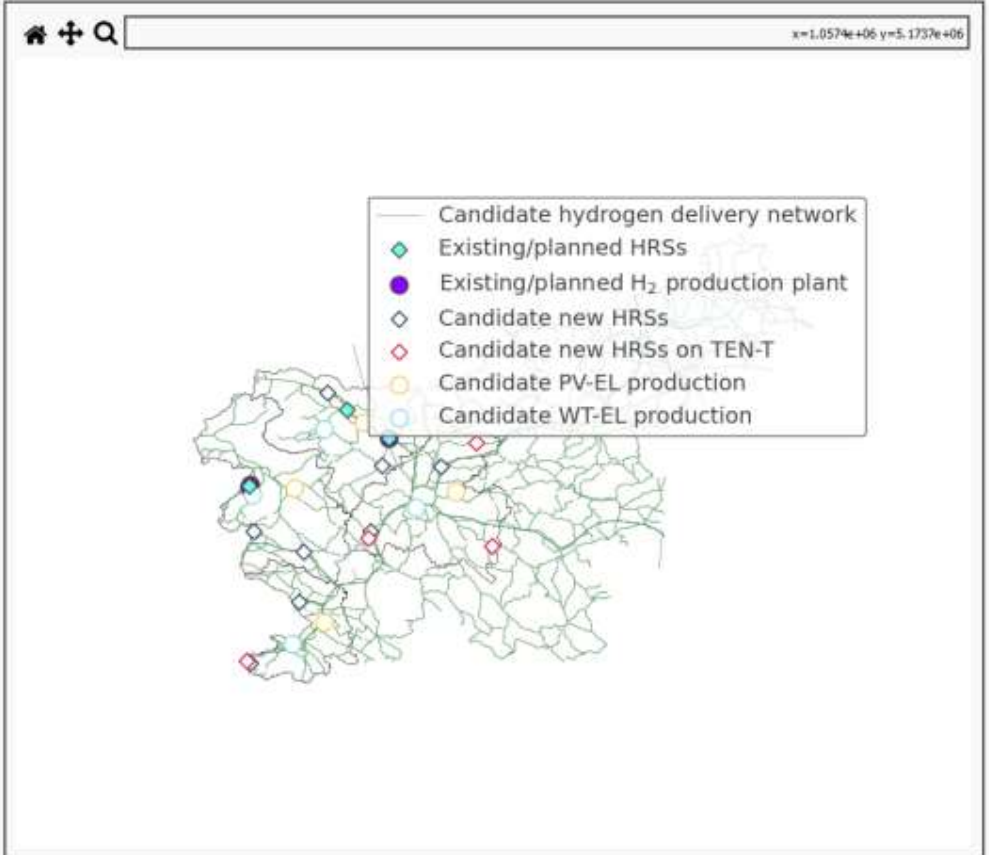 x=1.0574e+06 y=5.1737e+06
Candidate hydrogen delivery network
Existing/planned HRSs
Existing/planned H₂ production plant
Candidate new HRSs
Candidate new HRSs on TEN-T
Candidate PV-EL production
Candidate WT-EL production